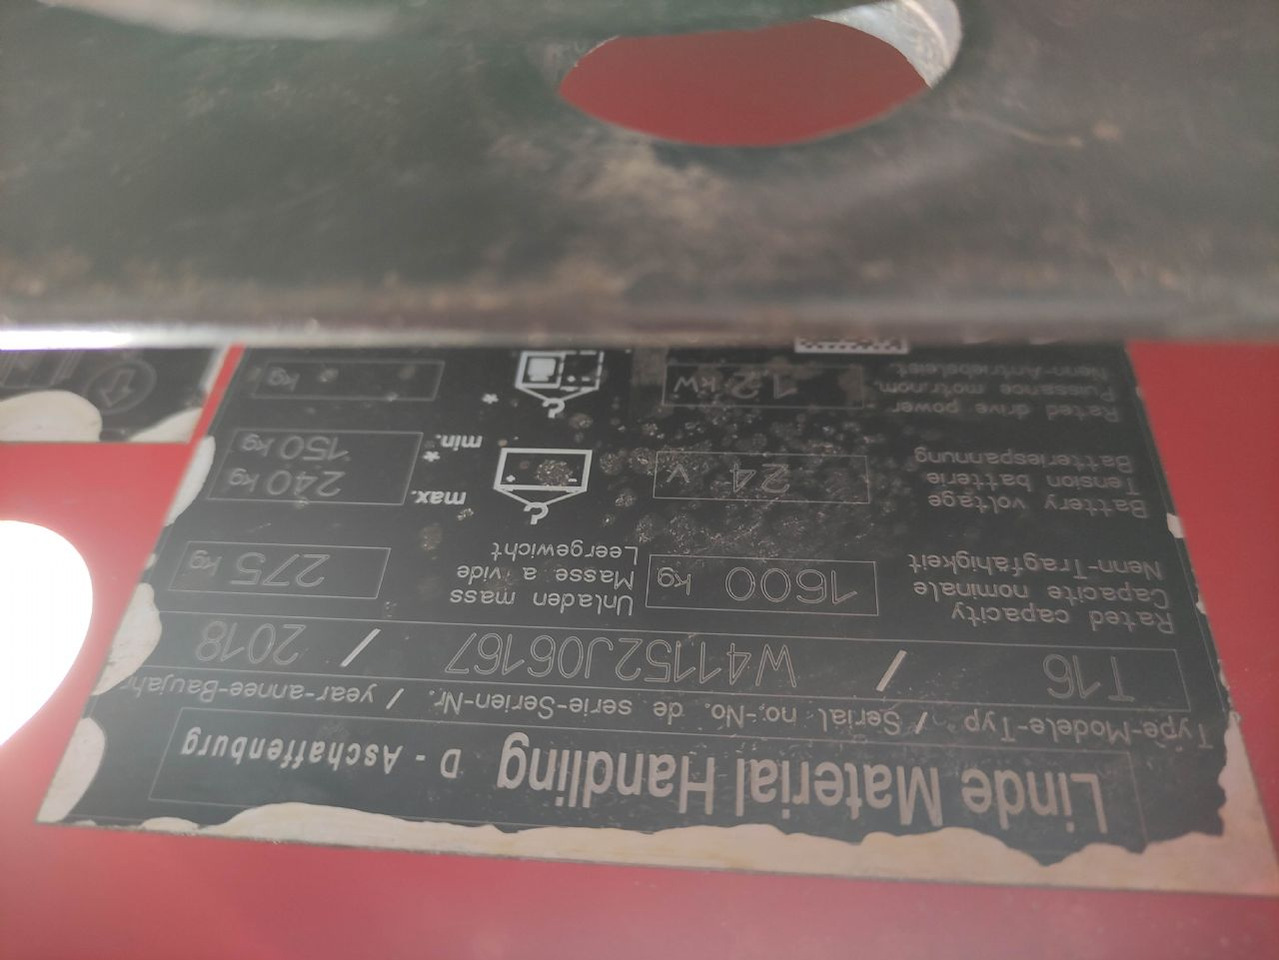 Linde Material Handling D - Aschaffenburg
Type-Modele-Typ / Serial no.-No. de serie-Serien-Nr. / year-annee-Baujahr
T16 / W41152J06167 / 2018
Rated capacity
Capacite nominale
Nenn-Tragfähigkeit
1600 kg
Unladen mass
Masse a vide
Leergewicht
275 kg
Battery voltage
Tension batterie
Batteriespannung
24 V
max. 240 kg
min. * 150 kg
Rated drive power
Puissance motr.nom.
Nenn-Antriebsleist.
1,2 kW
* kg